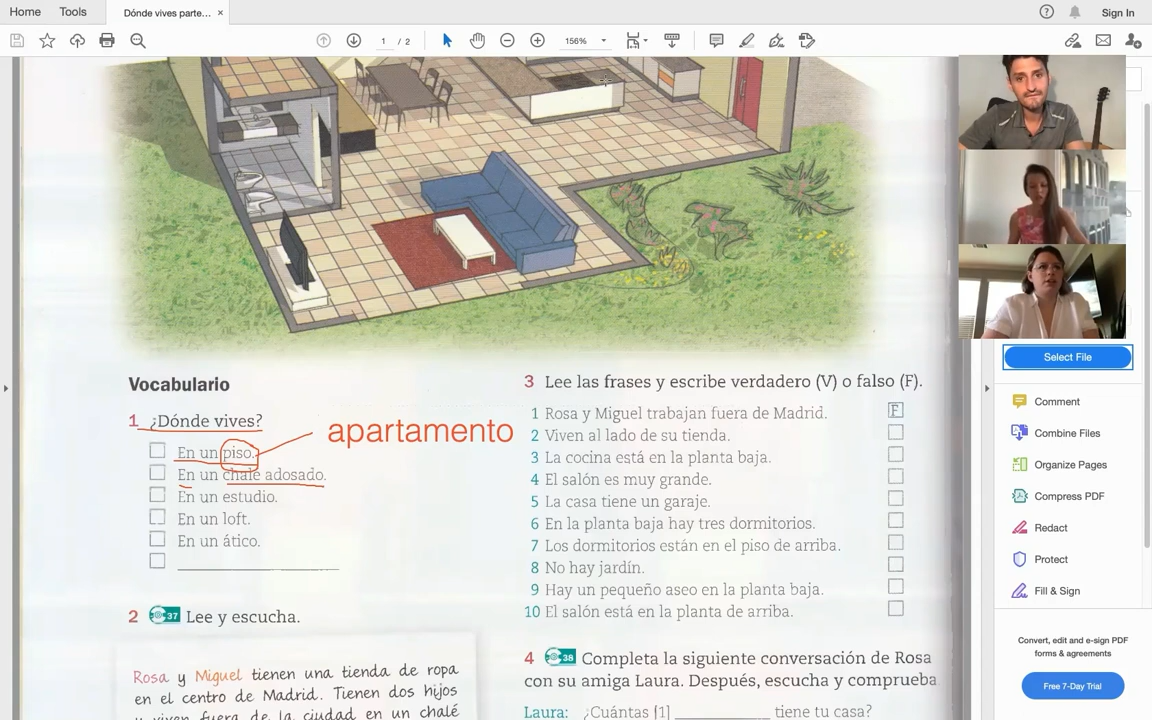 Home
Tools
Dónde vives parte... ×
Sign In
1 / 2
156%
Select File
Comment
Combine Files
Organize Pages
Compress PDF
Redact
Protect
Fill & Sign
Convert, edit and e-sign PDF
forms & agreements
Free 7-Day Trial
Vocabulario
1 ¿Dónde vives?
En un piso.
apartamento
En un chalé adosado.
En un estudio.
En un loft.
En un ático.
2 37 Lee y escucha.
Rosa y Miguel tienen una tienda de ropa
en el centro de Madrid. Tienen dos hijos
y viven fuera de la ciudad en un chalé
3 Lee las frases y escribe verdadero (V) o falso (F).
1 Rosa y Miguel trabajan fuera de Madrid. F
2 Viven al lado de su tienda.
3 La cocina está en la planta baja.
4 El salón es muy grande.
5 La casa tiene un garaje.
6 En la planta baja hay tres dormitorios.
7 Los dormitorios están en el piso de arriba.
8 No hay jardín.
9 Hay un pequeño aseo en la planta baja.
10 El salón está en la planta de arriba.
4 38 Completa la siguiente conversación de Rosa
con su amiga Laura. Después, escucha y comprueba
Laura: ¿Cuántas [1] __________ tiene tu casa?